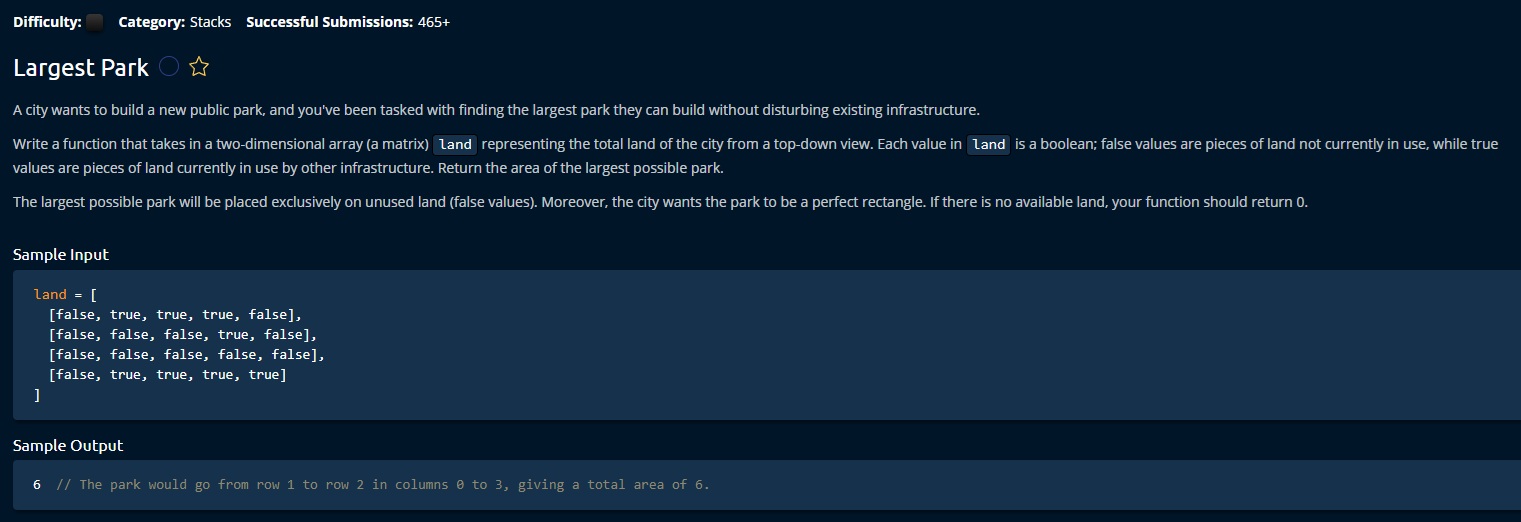 Difficulty: Category: Stacks Successful Submissions: 465+
Largest Park
A city wants to build a new public park, and you've been tasked with finding the largest park they can build without disturbing existing infrastructure.
Write a function that takes in a two-dimensional array (a matrix) land representing the total land of the city from a top-down view. Each value in land is a boolean; false values are pieces of land not currently in use, while true
values are pieces of land currently in use by other infrastructure. Return the area of the largest possible park.
The largest possible park will be placed exclusively on unused land (false values). Moreover, the city wants the park to be a perfect rectangle. If there is no available land, your function should return 0.
Sample Input
land = [
[false, true, true, true, false],
[false, false, false, true, false],
[false, false, false, false, false],
[false, true, true, true, true]
]
Sample Output
6 // The park would go from row 1 to row 2 in columns 0 to 3, giving a total area of 6.